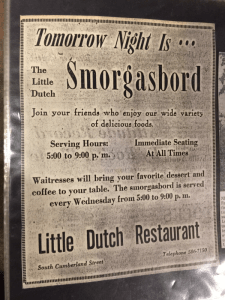 Tomorrow Night Is •••
The
Little
Dutch
Smorgasbord
Join your friends who enjoy our wide variety
of delicious foods.
Serving Hours:
5:00 to 9:00 p. m.
Immediate Seating
At All Times
Waitresses will bring your favorite dessert and
coffee to your table. The smorgasbord is served
every Wednesday from 5:00 to 9:00 p. m.
Little Dutch Restaurant
South Cumberland Street
Telephone